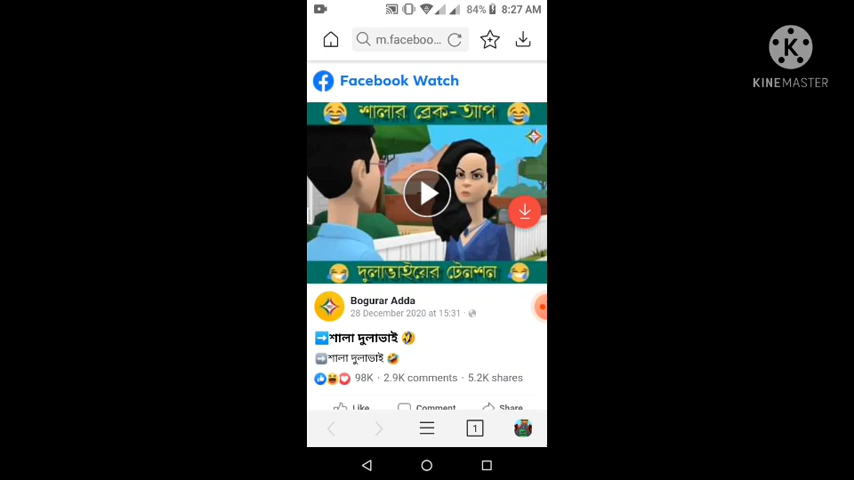 84% 8:27 AM
m.faceboo...
KINEMASTER
Facebook Watch
😂 শালার ব্রেক-আপ 😂
😂 দুলাভাইয়ের টেনশন 😂
Bogurar Adda
28 December 2020 at 15:31 ·
➡️শালা দুলাভাই 🤣
➡️শালা দুলাভাই 🤣
98K · 2.9K comments · 5.2K shares
Like Comment Share
1